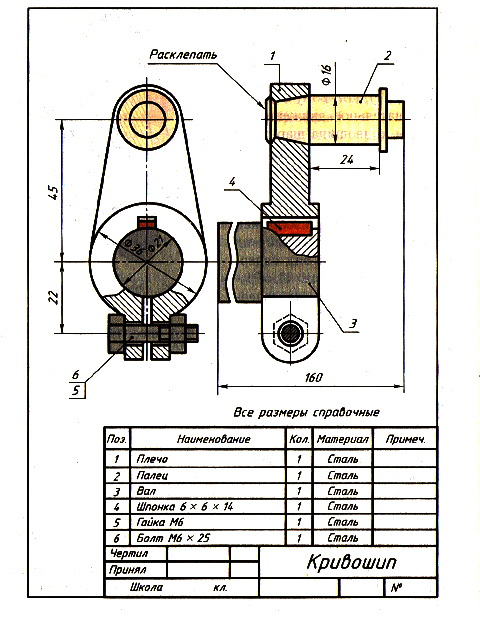 Расклепать
1
Ф16
2
24
45
4
Ф36
Ф21
22
3
6
5
160
Все размеры справочные
Поз. Наименование Кол. Материал Примеч.
1 Плечо 1 Сталь
2 Палец 1 Сталь
3 Вал 1 Сталь
4 Шпонка 6 × 6 × 14 1 Сталь
5 Гайка М6 1 Сталь
6 Болт М6 × 25 1 Сталь
Чертил
Принял
Кривошип
Школа кл. №